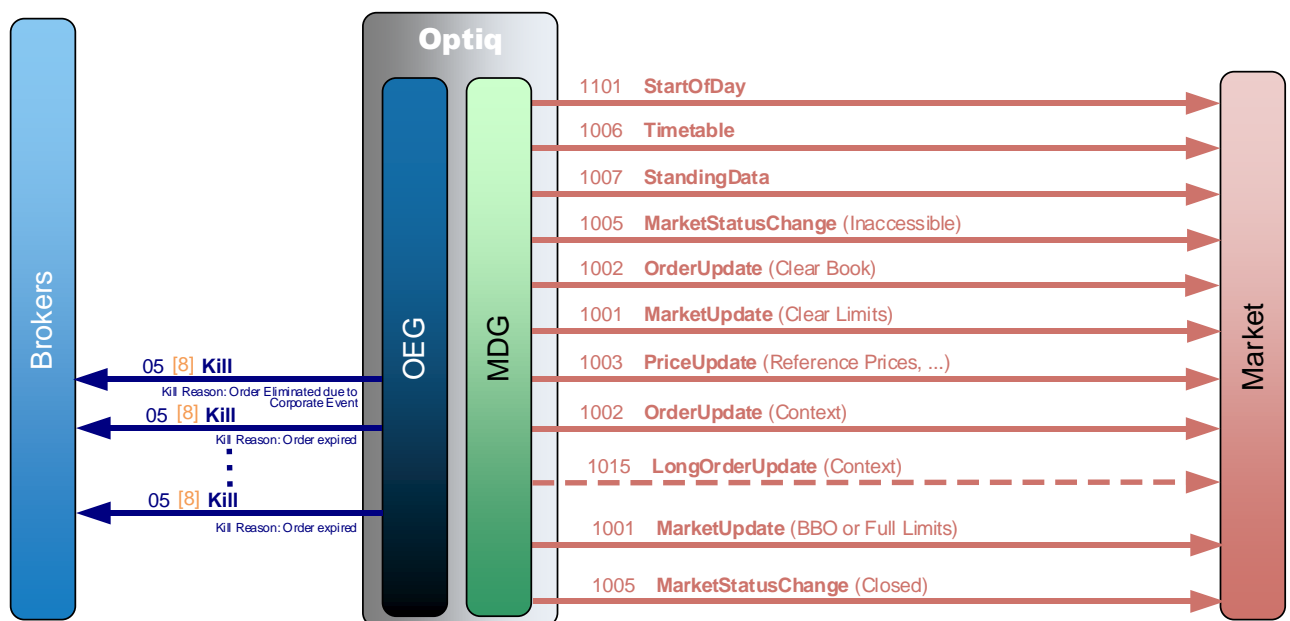 Optiq
Brokers
OEG
MDG
Market
1101 StartOfDay
1006 Timetable
1007 StandingData
1005 MarketStatusChange (Inaccessible)
1002 OrderUpdate (Clear Book)
1001 MarketUpdate (Clear Limits)
05 [8] Kill
Kill Reason: Order Eliminated due to
Corporate Event
1003 PriceUpdate (Reference Prices, ...)
05 [8] Kill
Kill Reason: Order expired
1002 OrderUpdate (Context)
1015 LongOrderUpdate (Context)
05 [8] Kill
Kill Reason: Order expired
1001 MarketUpdate (BBO or Full Limits)
1005 MarketStatusChange (Closed)